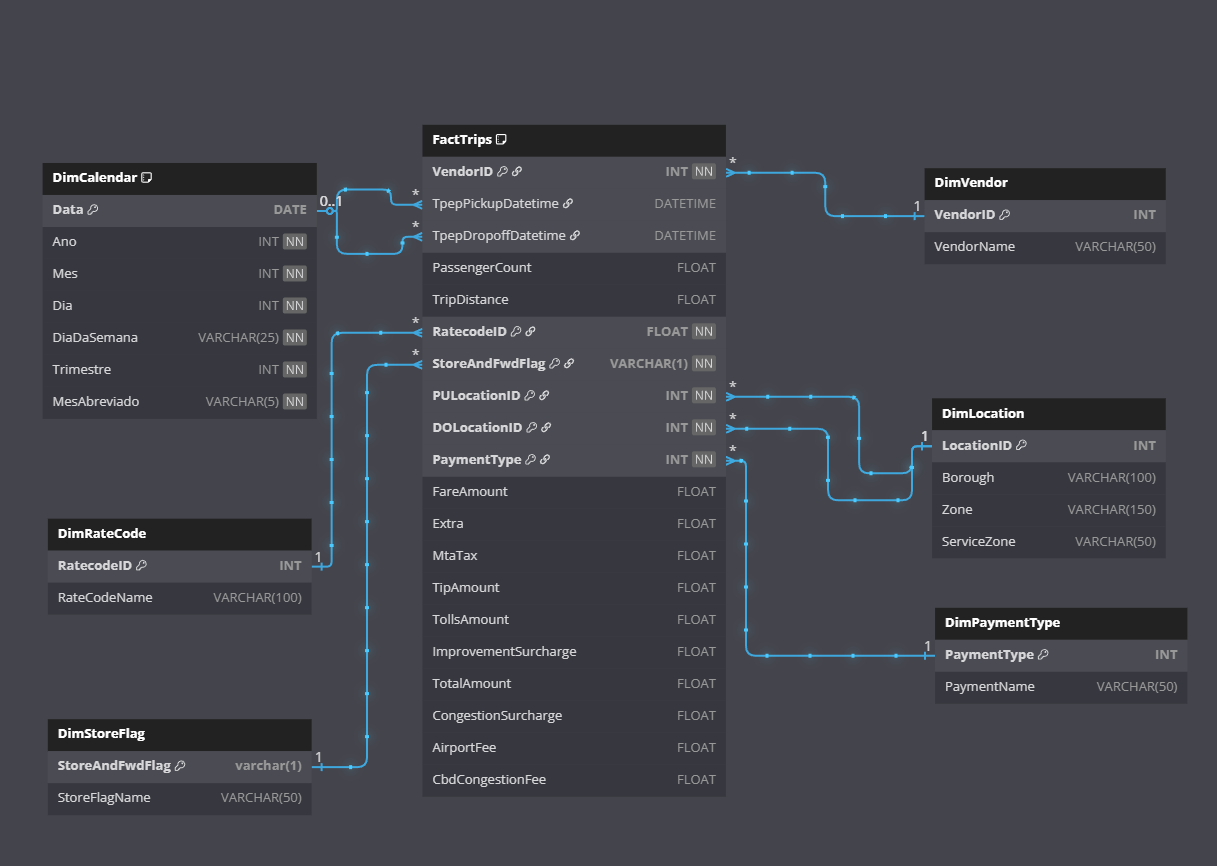 DimCalendar
Data DATE
Ano INT NN
Mes INT NN
Dia INT NN
DiaDaSemana VARCHAR(25) NN
Trimestre INT NN
MesAbreviado VARCHAR(5) NN
0..1
*
*
FactTrips
VendorID INT NN
TpepPickupDatetime DATETIME
TpepDropoffDatetime DATETIME
PassengerCount FLOAT
TripDistance FLOAT
RatecodeID FLOAT NN
StoreAndFwdFlag VARCHAR(1) NN
PULocationID INT NN
DOLocationID INT NN
PaymentType INT NN
FareAmount FLOAT
Extra FLOAT
MtaTax FLOAT
TipAmount FLOAT
TollsAmount FLOAT
ImprovementSurcharge FLOAT
TotalAmount FLOAT
CongestionSurcharge FLOAT
AirportFee FLOAT
CbdCongestionFee FLOAT
*
1
DimVendor
VendorID INT
VendorName VARCHAR(50)
*
*
1
DimLocation
LocationID INT
Borough VARCHAR(100)
Zone VARCHAR(150)
ServiceZone VARCHAR(50)
*
1
DimPaymentType
PaymentType INT
PaymentName VARCHAR(50)
*
1
DimRateCode
RatecodeID INT
RateCodeName VARCHAR(100)
*
1
DimStoreFlag
StoreAndFwdFlag varchar(1)
StoreFlagName VARCHAR(50)